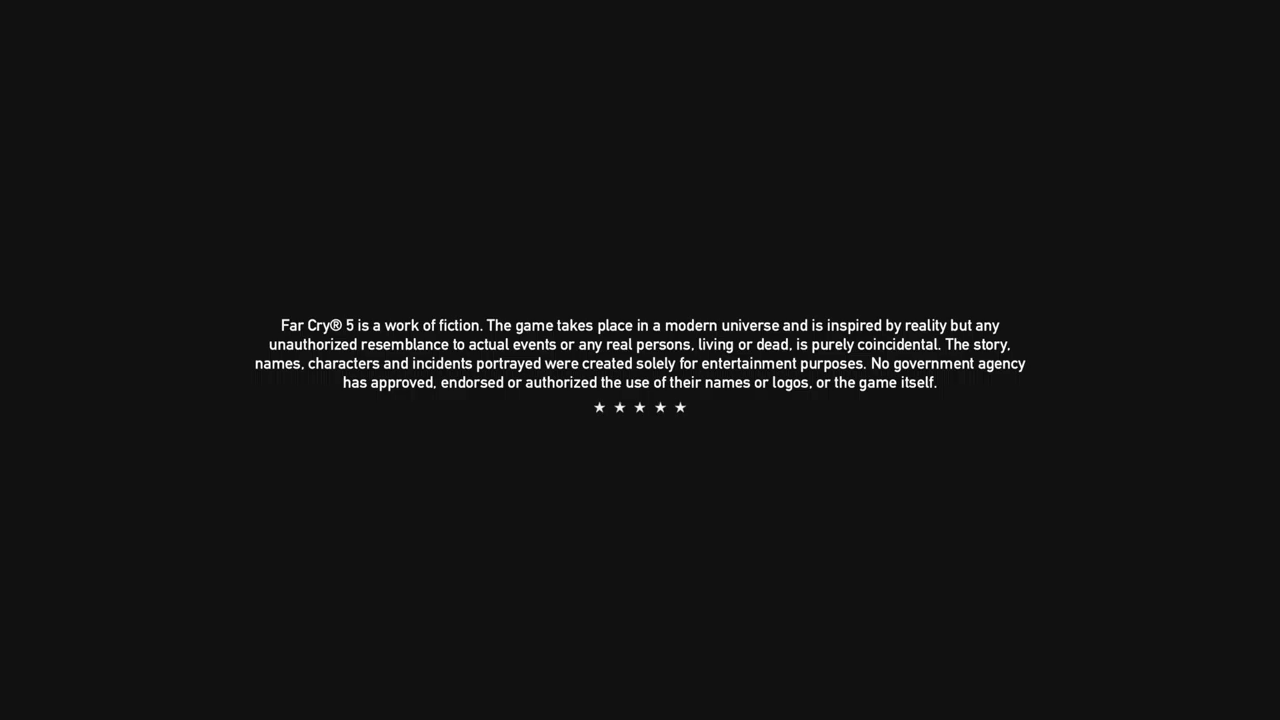 Far Cry® 5 is a work of fiction. The game takes place in a modern universe and is inspired by reality but any
unauthorized resemblance to actual events or any real persons, living or dead, is purely coincidental. The story,
names, characters and incidents portrayed were created solely for entertainment purposes. No government agency
has approved, endorsed or authorized the use of their names or logos, or the game itself.
★ ★ ★ ★ ★